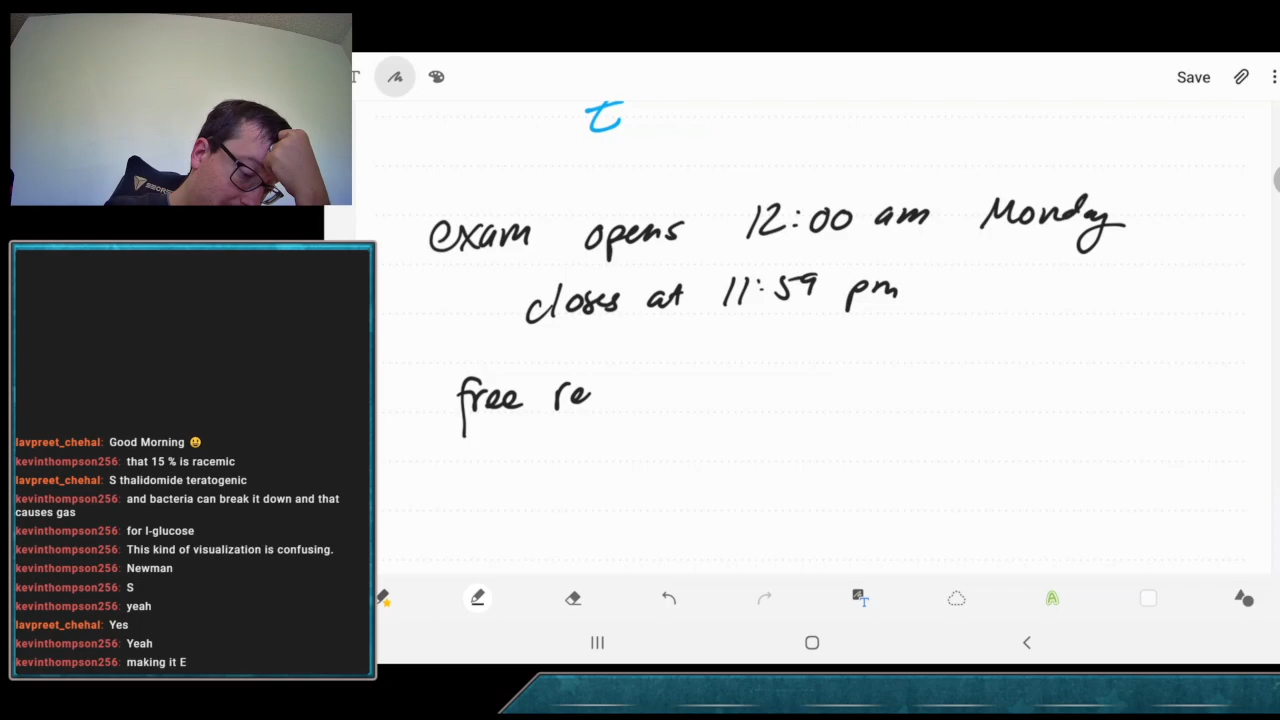 T
Save
t
exam opens 12:00 am Monday
closes at 11:59 pm
free re
lavpreet_chehal: Good Morning 😃
kevinthompson256: that 15 % is racemic
lavpreet_chehal: S thalidomide teratogenic
kevinthompson256: and bacteria can break it down and that
causes gas
kevinthompson256: for l-glucose
kevinthompson256: This kind of visualization is confusing.
kevinthompson256: Newman
kevinthompson256: S
kevinthompson256: yeah
lavpreet_chehal: Yes
kevinthompson256: Yeah
kevinthompson256: making it E